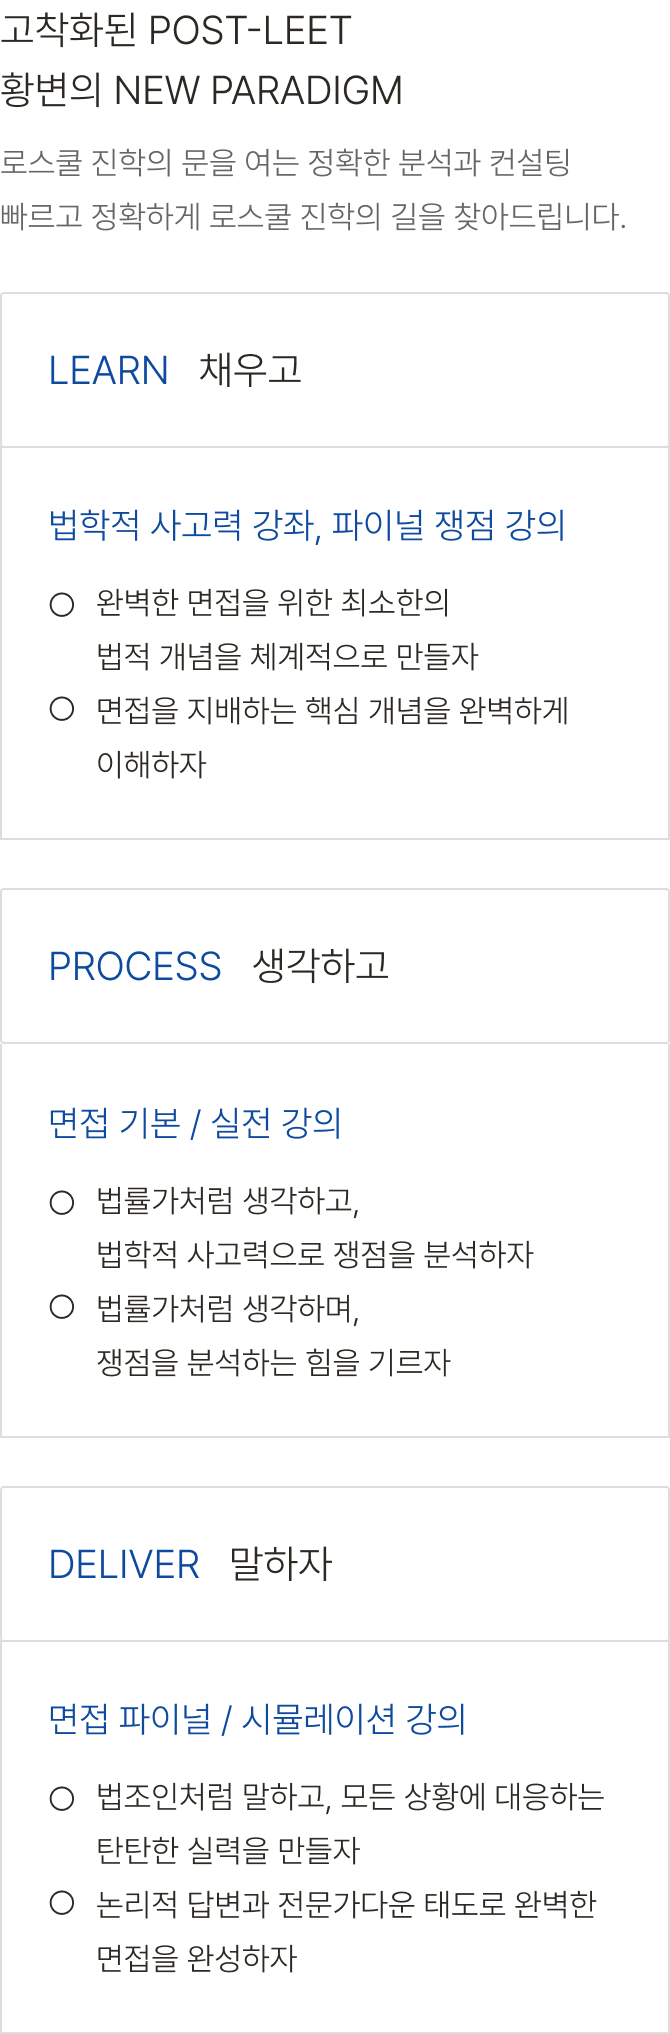 고착화된 POST-LEET
황변의 NEW PARADIGM
로스쿨 진학의 문을 여는 정확한 분석과 컨설팅
빠르고 정확하게 로스쿨 진학의 길을 찾아드립니다.
LEARN 채우고
법학적 사고력 강좌, 파이널 쟁점 강의
○ 완벽한 면접을 위한 최소한의
법적 개념을 체계적으로 만들자
○ 면접을 지배하는 핵심 개념을 완벽하게
이해하자
PROCESS 생각하고
면접 기본 / 실전 강의
○ 법률가처럼 생각하고,
법학적 사고력으로 쟁점을 분석하자
○ 법률가처럼 생각하며,
쟁점을 분석하는 힘을 기르자
DELIVER 말하자
면접 파이널 / 시뮬레이션 강의
○ 법조인처럼 말하고, 모든 상황에 대응하는
탄탄한 실력을 만들자
○ 논리적 답변과 전문가다운 태도로 완벽한
면접을 완성하자